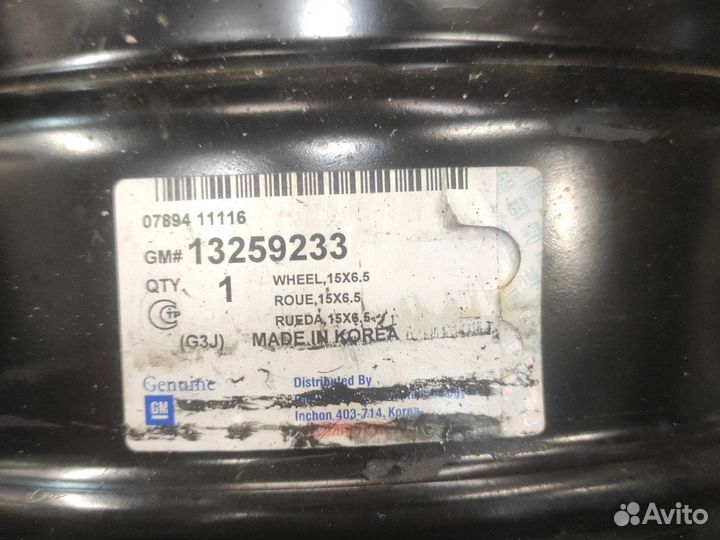 07894 11116
GM# 13259233
QTY 1 WHEEL,15X6.5
ROUE,15X6.5
RUEDA,15X6.5
(G3J) MADE IN KOREA
Genuine
GM
Distributed By
Inchon 403-714, Korea
Avito